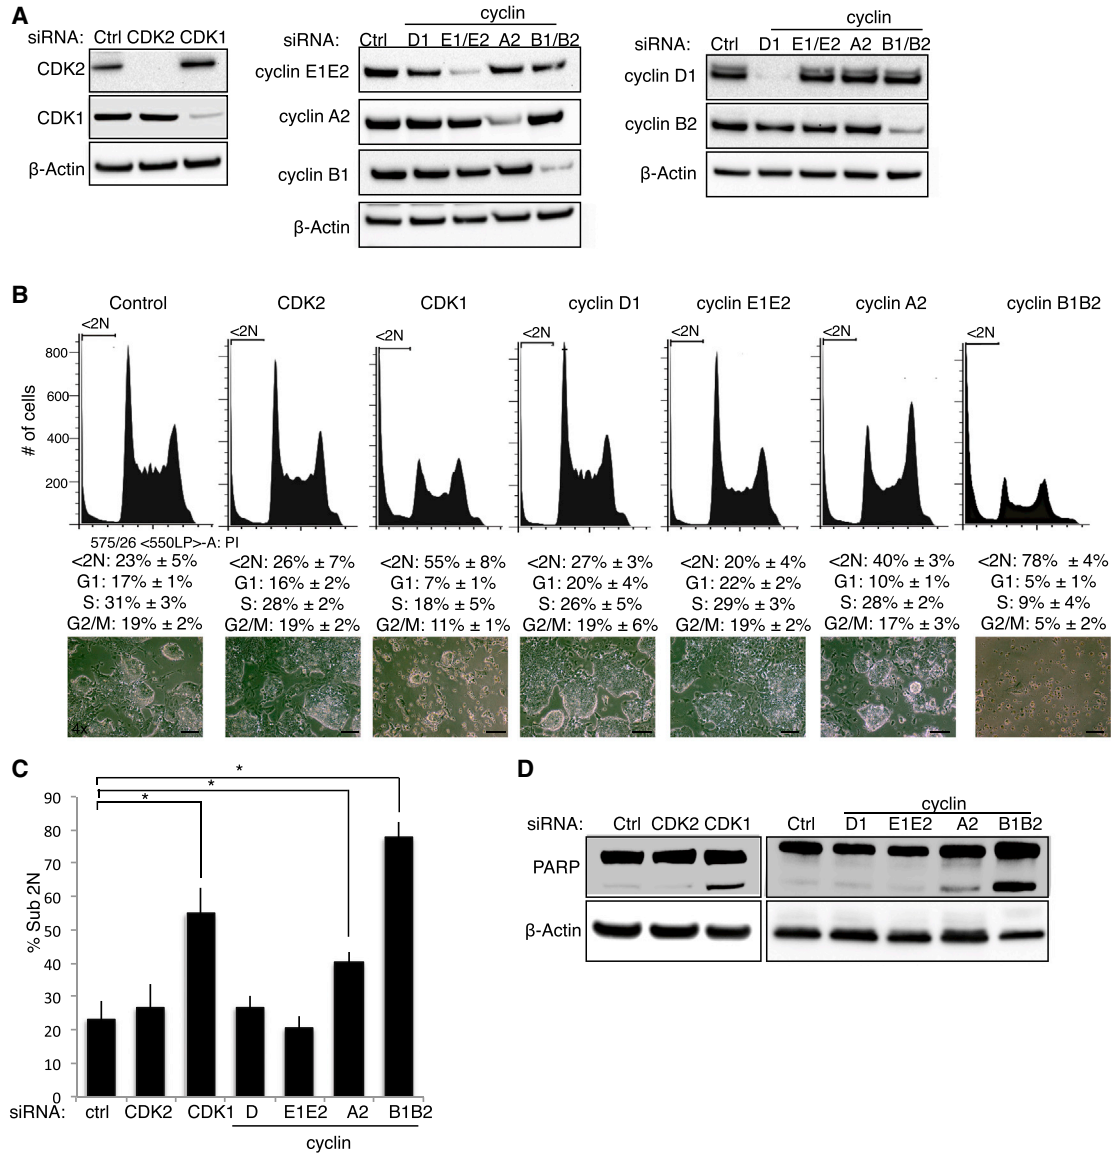 A
siRNA: Ctrl CDK2 CDK1
CDK2
CDK1
β-Actin
cyclin
siRNA: Ctrl D1 E1/E2 A2 B1/B2
cyclin E1E2
cyclin A2
cyclin B1
β-Actin
cyclin
siRNA: Ctrl D1 E1/E2 A2 B1/B2
cyclin D1
cyclin B2
β-Actin
B
Control CDK2 CDK1 cyclin D1 cyclin E1E2 cyclin A2 cyclin B1B2
<2N <2N <2N <2N <2N <2N <2N
# of cells
800
600
400
200
575/26 <550LP>-A: PI
<2N: 23% ± 5%
G1: 17% ± 1%
S: 31% ± 3%
G2/M: 19% ± 2%
<2N: 26% ± 7%
G1: 16% ± 2%
S: 28% ± 2%
G2/M: 19% ± 2%
<2N: 55% ± 8%
G1: 7% ± 1%
S: 18% ± 5%
G2/M: 11% ± 1%
<2N: 27% ± 3%
G1: 20% ± 4%
S: 26% ± 5%
G2/M: 19% ± 6%
<2N: 20% ± 4%
G1: 22% ± 2%
S: 29% ± 3%
G2/M: 19% ± 2%
<2N: 40% ± 3%
G1: 10% ± 1%
S: 28% ± 2%
G2/M: 17% ± 3%
<2N: 78% ± 4%
G1: 5% ± 1%
S: 9% ± 4%
G2/M: 5% ± 2%
4x
C
*
*
*
% Sub 2N
90
80
70
60
50
40
30
20
10
0
siRNA: ctrl CDK2 CDK1 D E1E2 A2 B1B2
cyclin
D
siRNA: Ctrl CDK2 CDK1
cyclin
Ctrl D1 E1E2 A2 B1B2
PARP
β-Actin